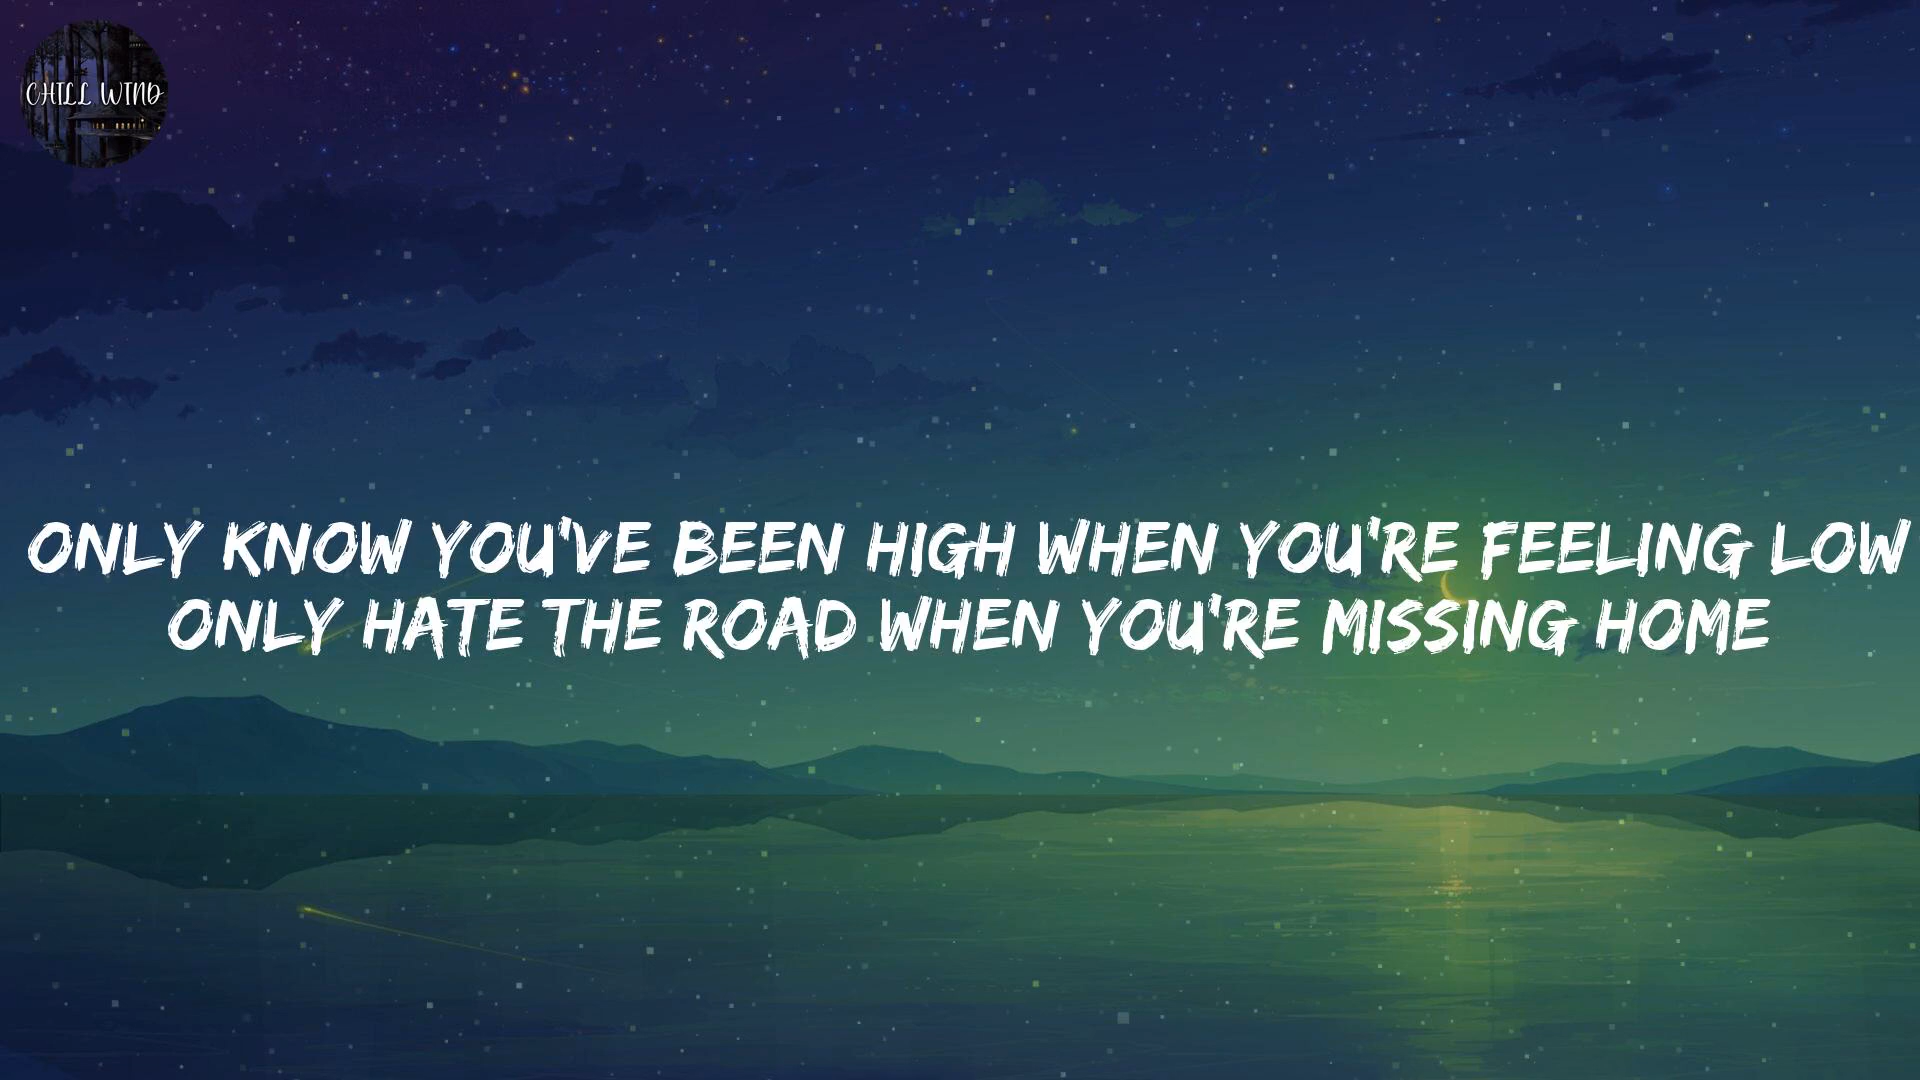 CHILL WIND
ONLY KNOW YOU'VE BEEN HIGH WHEN YOU'RE FEELING LOW
ONLY HATE THE ROAD WHEN YOU'RE MISSING HOME